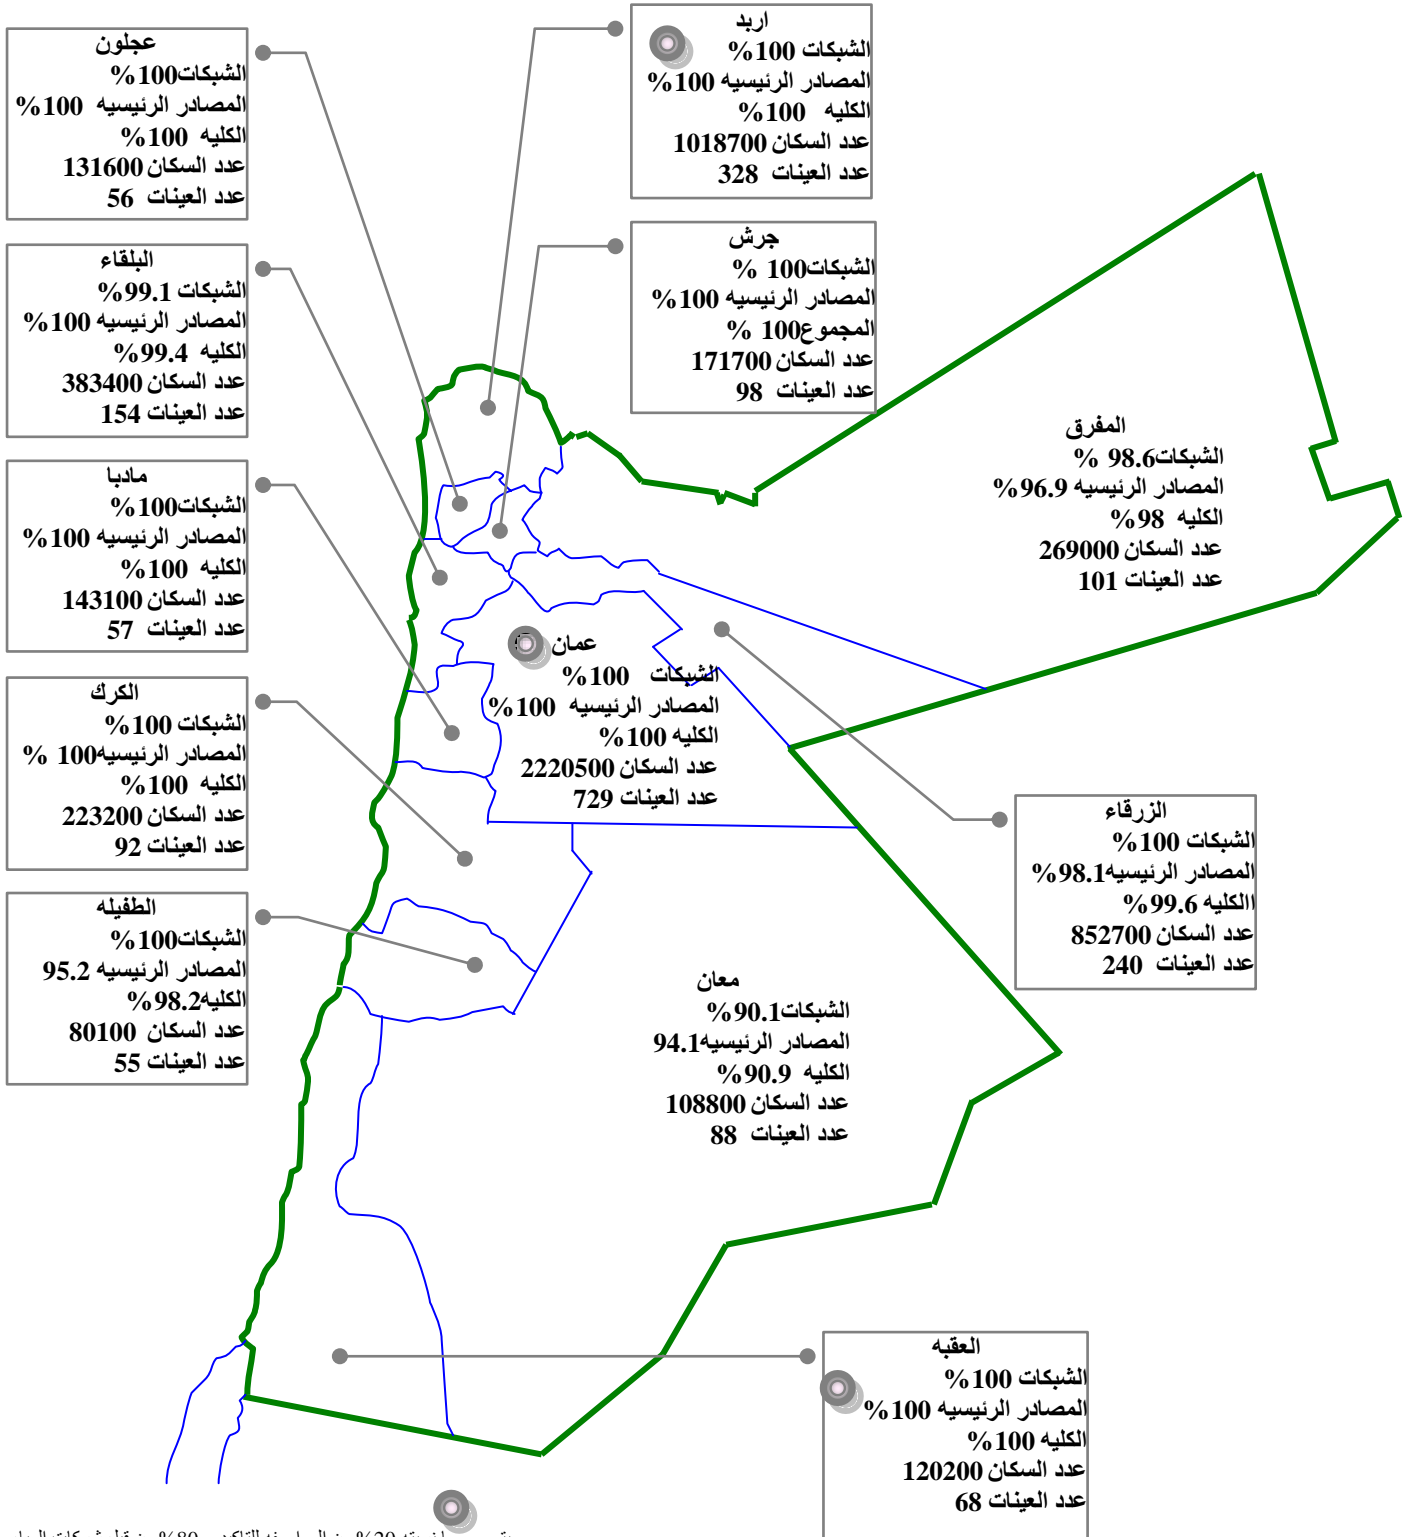 عجلون
الشبكات100%
المصادر الرئيسيه 100%
الكليه 100%
عدد السكان 131600
عدد العينات 56
اربد
الشبكات 100%
المصادر الرئيسيه 100%
الكليه 100%
عدد السكان 1018700
عدد العينات 328
البلقاء
الشبكات 99.1%
المصادر الرئيسيه 100%
الكليه 99.4%
عدد السكان 383400
عدد العينات 154
جرش
الشبكات100 %
المصادر الرئيسيه 100%
المجموع100 %
عدد السكان 171700
عدد العينات 98
المفرق
الشبكات98.6 %
المصادر الرئيسيه 96.9%
الكليه 98%
عدد السكان 269000
عدد العينات 101
مادبا
الشبكات100%
المصادر الرئيسيه 100%
الكليه 100%
عدد السكان 143100
عدد العينات 57
عمان
الشبكات 100%
المصادر الرئيسيه 100%
الكليه 100%
عدد السكان 2220500
عدد العينات 729
الكرك
الشبكات 100%
المصادر الرئيسيه100 %
الكليه 100%
عدد السكان 223200
عدد العينات 92
الزرقاء
الشبكات 100%
المصادر الرئيسيه98.1%
االكليه 99.6%
عدد السكان 852700
عدد العينات 240
الطفيله
الشبكات100%
المصادر الرئيسيه 95.2
الكليه98.2%
عدد السكان 80100
عدد العينات 55
معان
الشبكات90.1%
المصادر الرئيسيه94.1
الكليه 90.9%
عدد السكان 108800
عدد العينات 88
العقبه
الشبكات 100%
المصادر الرئيسيه 100%
الكليه 100%
عدد السكان 120200
عدد العينات 68